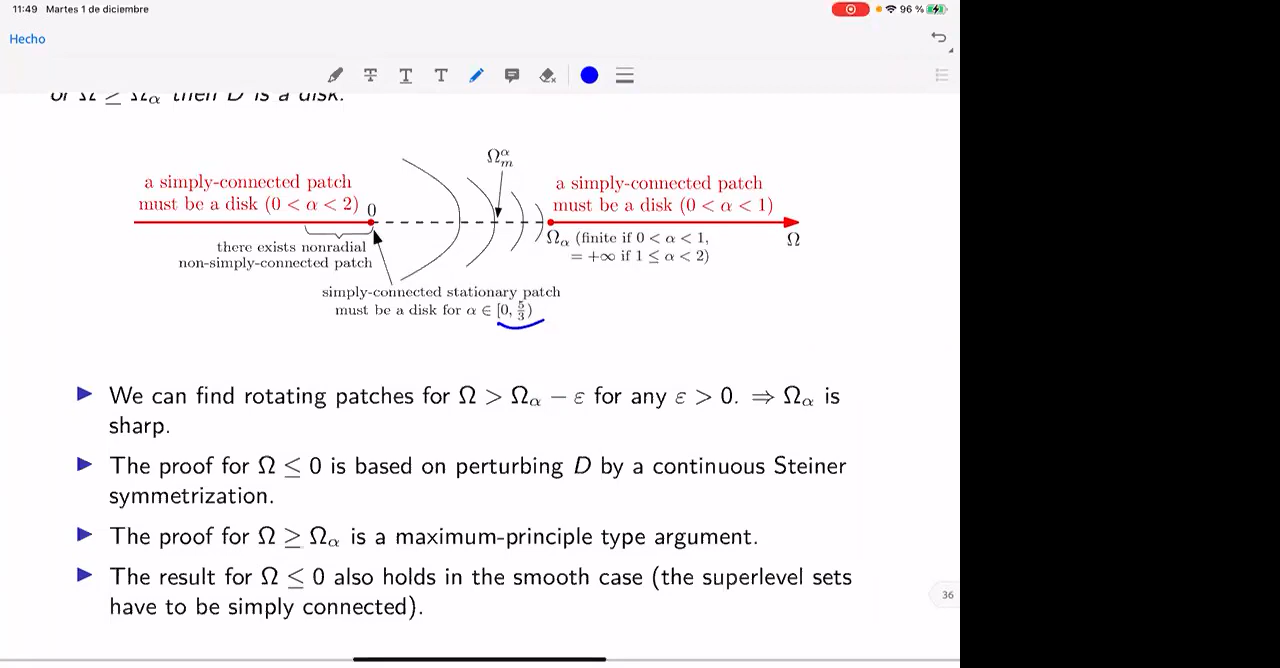 11:49 Martes 1 de diciembre
96 %
Hecho
or Ω ≥ Ωα then D is a disk.
Ωᵅₘ
a simply-connected patch
must be a disk (0 < α < 2)
0
a simply-connected patch
must be a disk (0 < α < 1)
there exists nonradial
non-simply-connected patch
Ωα (finite if 0 < α < 1,
= +∞ if 1 ≤ α < 2)
Ω
simply-connected stationary patch
must be a disk for α ∈ [0, 5/3)
▶ We can find rotating patches for Ω > Ωα − ε for any ε > 0. ⇒ Ωα is
sharp.
▶ The proof for Ω ≤ 0 is based on perturbing D by a continuous Steiner
symmetrization.
▶ The proof for Ω ≥ Ωα is a maximum-principle type argument.
▶ The result for Ω ≤ 0 also holds in the smooth case (the superlevel sets
have to be simply connected).
36